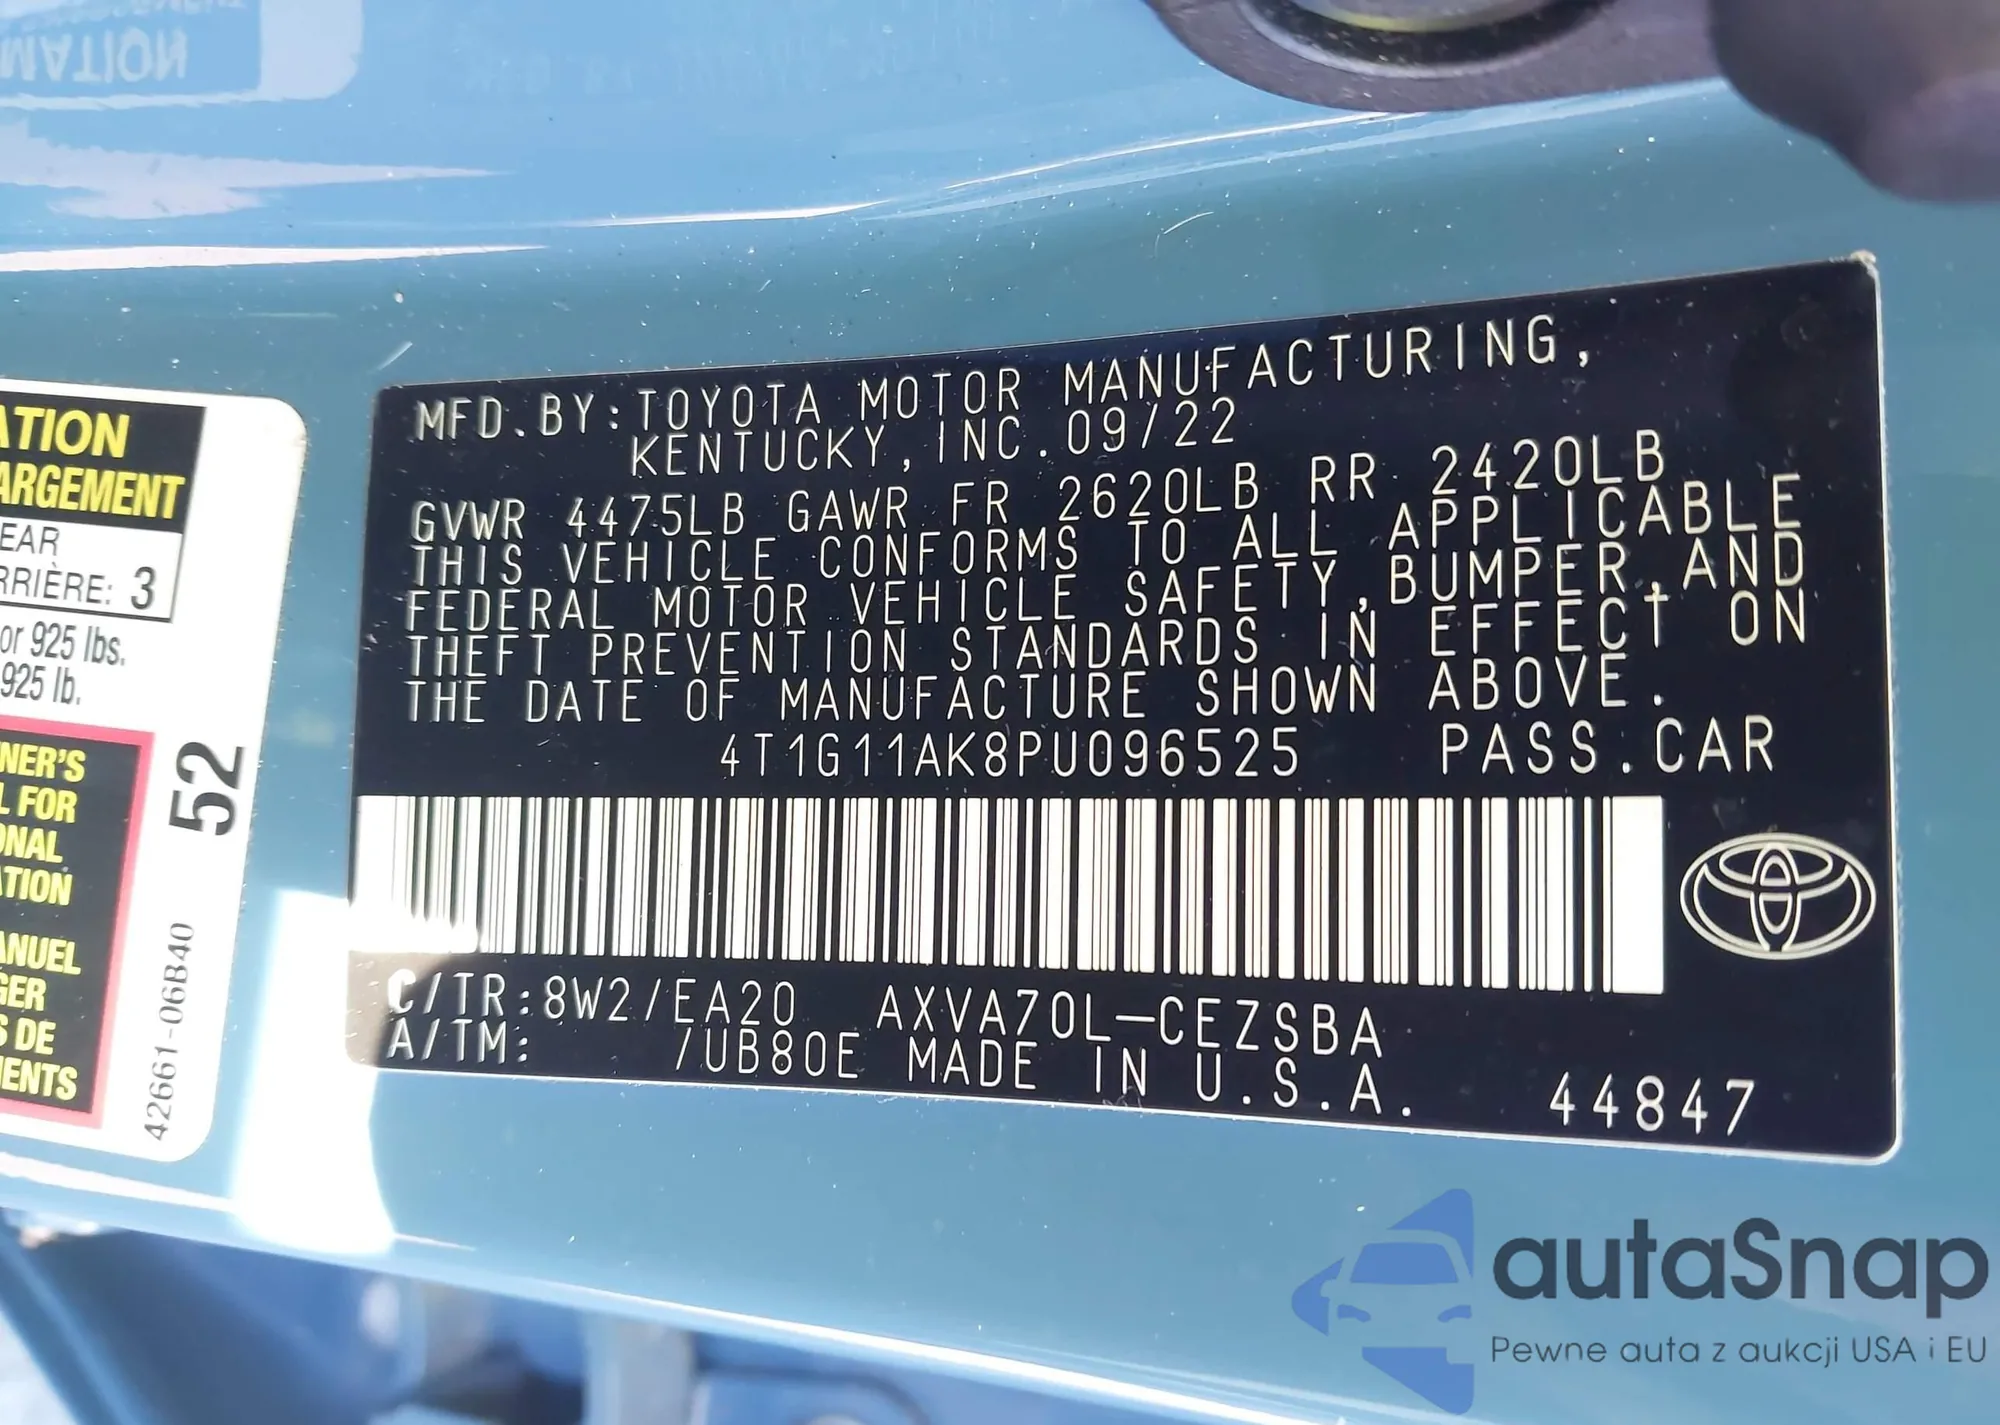 MATION
ATION
ARGEMENT
EAR
RRIÈRE: 3
or 925 lbs.
925 lb.
NER'S
L FOR
ONAL
ATION
ANUEL
GER
S DE
MENTS
52
42661-06B40
MFD.BY:TOYOTA MOTOR MANUFACTURING,
KENTUCKY,INC.09/22
GVWR 4475LB GAWR FR 2620LB RR 2420LB
THIS VEHICLE CONFORMS TO ALL APPLICABLE
FEDERAL MOTOR VEHICLE SAFETY,BUMPER,AND
THEFT PREVENTION STANDARDS IN EFFECT ON
THE DATE OF MANUFACTURE SHOWN ABOVE.
4T1G11AK8PU096525 PASS.CAR
C/TR:8W2/EA20 AXVA70L-CEZSBA
A/TM: /UB80E MADE IN U.S.A. 44847
autaSnap
Pewne auta z aukcji USA i EU